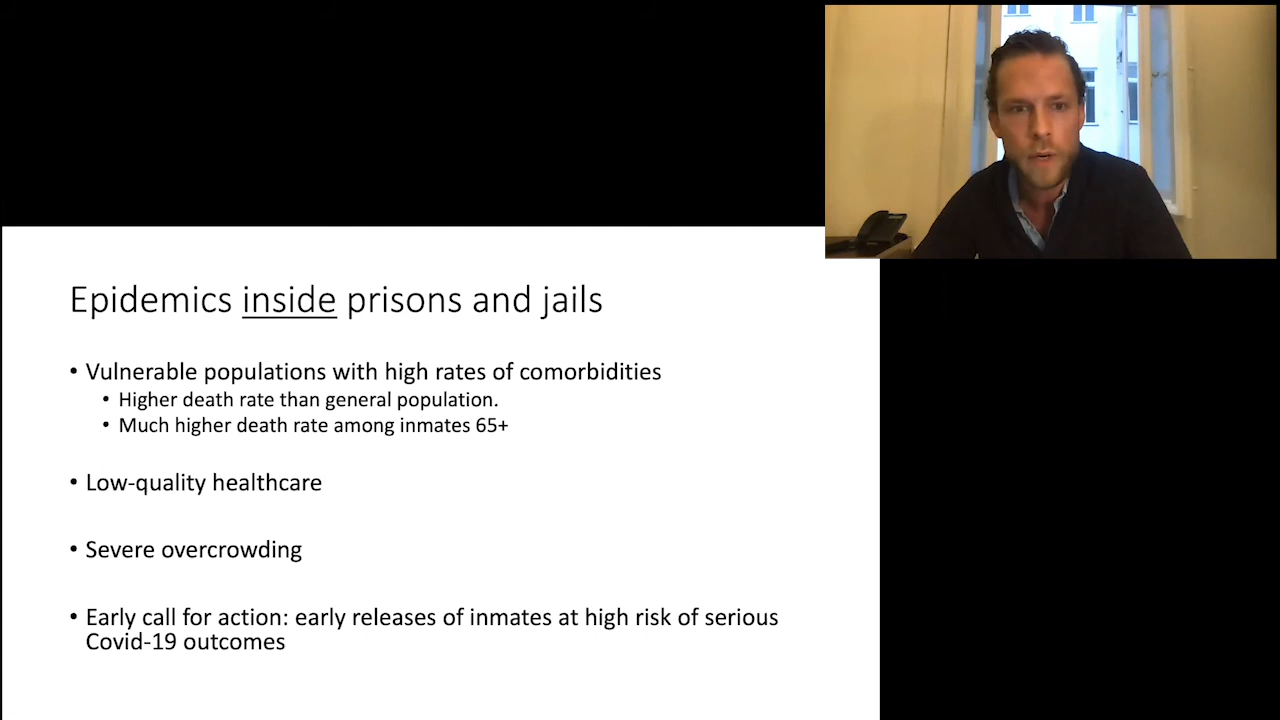 Epidemics inside prisons and jails
• Vulnerable populations with high rates of comorbidities
• Higher death rate than general population.
• Much higher death rate among inmates 65+
• Low-quality healthcare
• Severe overcrowding
• Early call for action: early releases of inmates at high risk of serious
Covid-19 outcomes